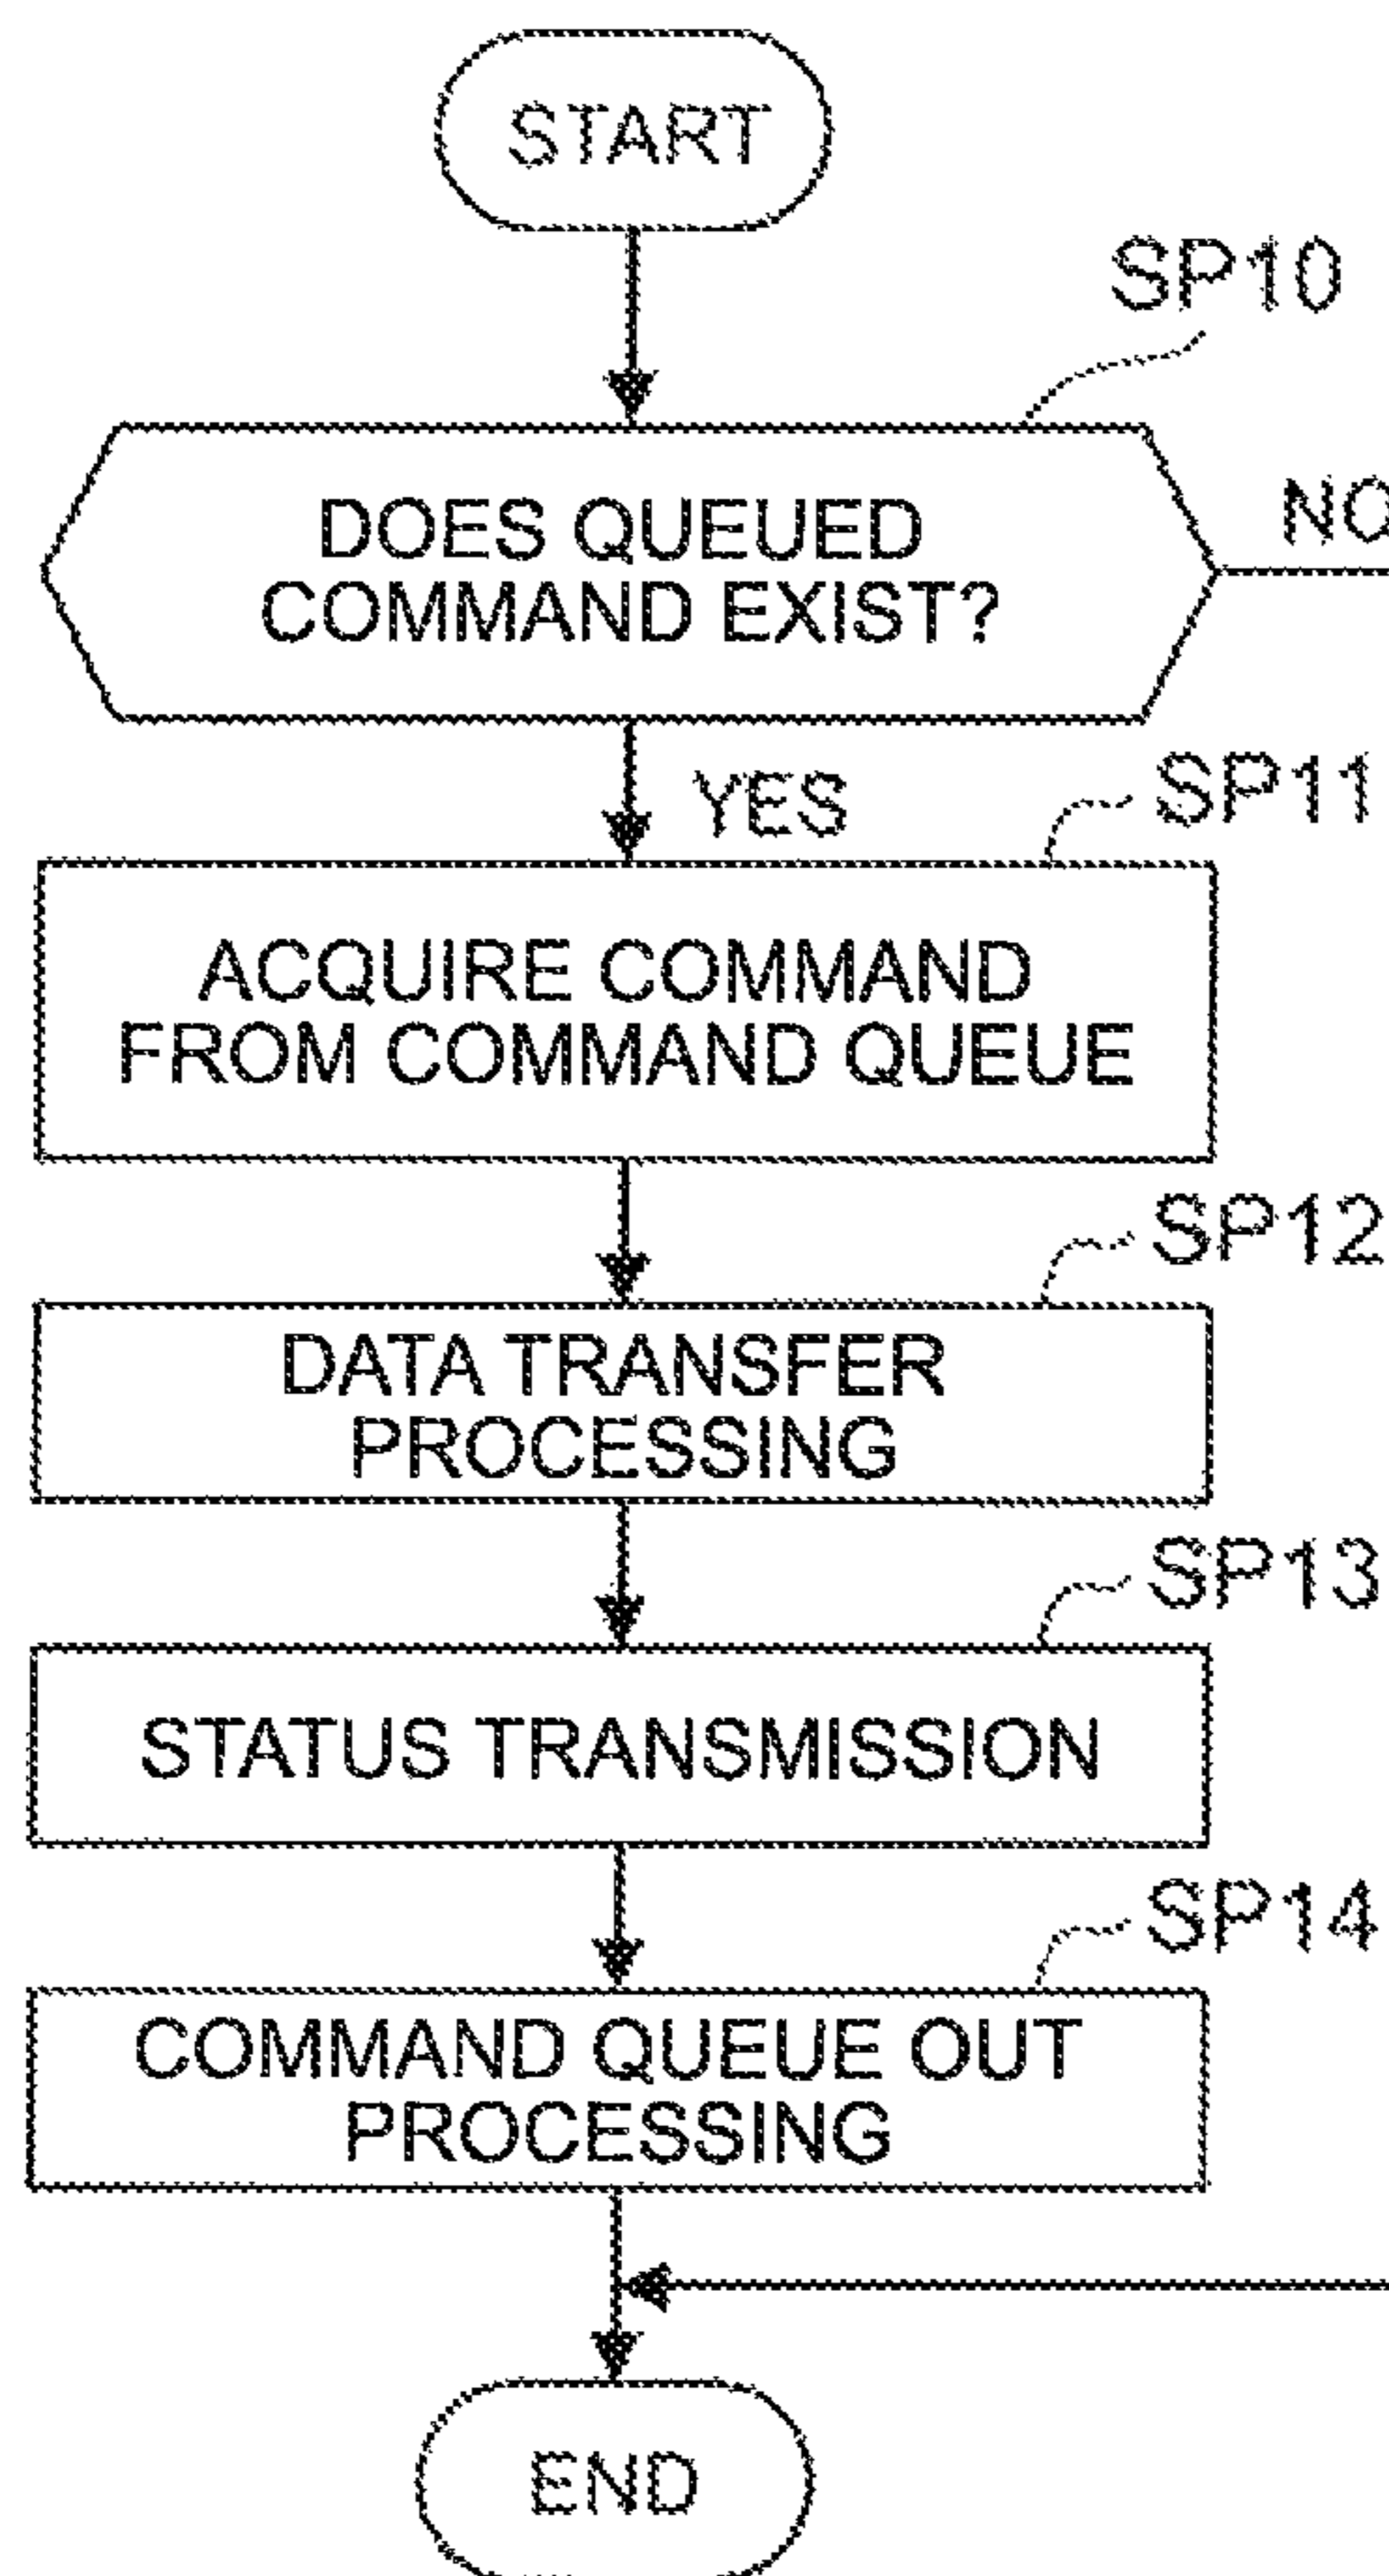 START
SP10
DOES QUEUED
COMMAND EXIST?
NO
YES
SP11
ACQUIRE COMMAND
FROM COMMAND QUEUE
SP12
DATA TRANSFER
PROCESSING
SP13
STATUS TRANSMISSION
SP14
COMMAND QUEUE OUT
PROCESSING
END